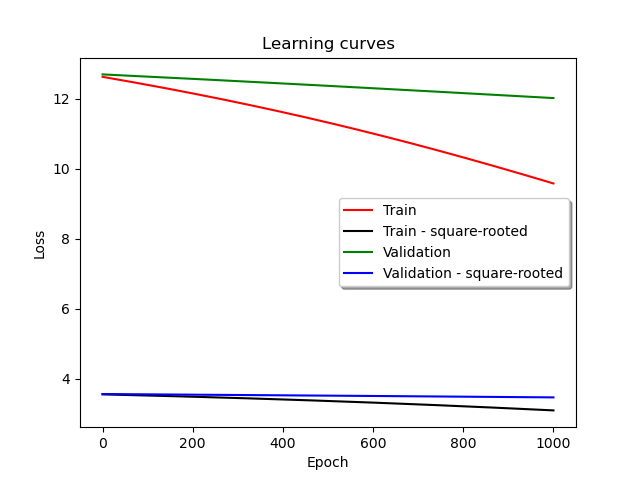 Learning curves
Loss
12
10
8
6
4
Train
Train - square-rooted
Validation
Validation - square-rooted
0 200 400 600 800 1000
Epoch